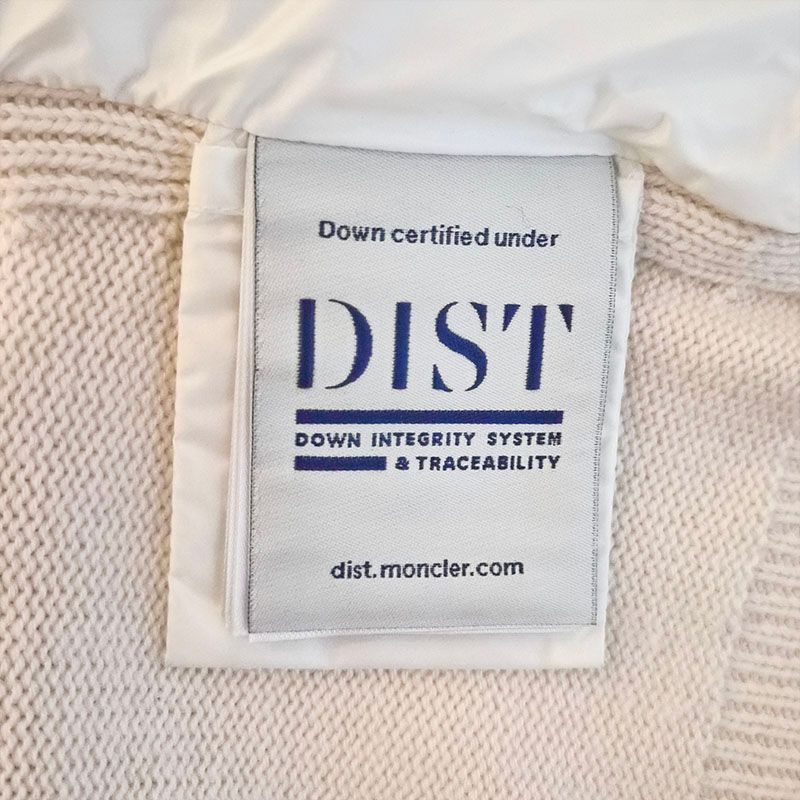 Down certified under
DIST
DOWN INTEGRITY SYSTEM
& TRACEABILITY
dist.moncler.com